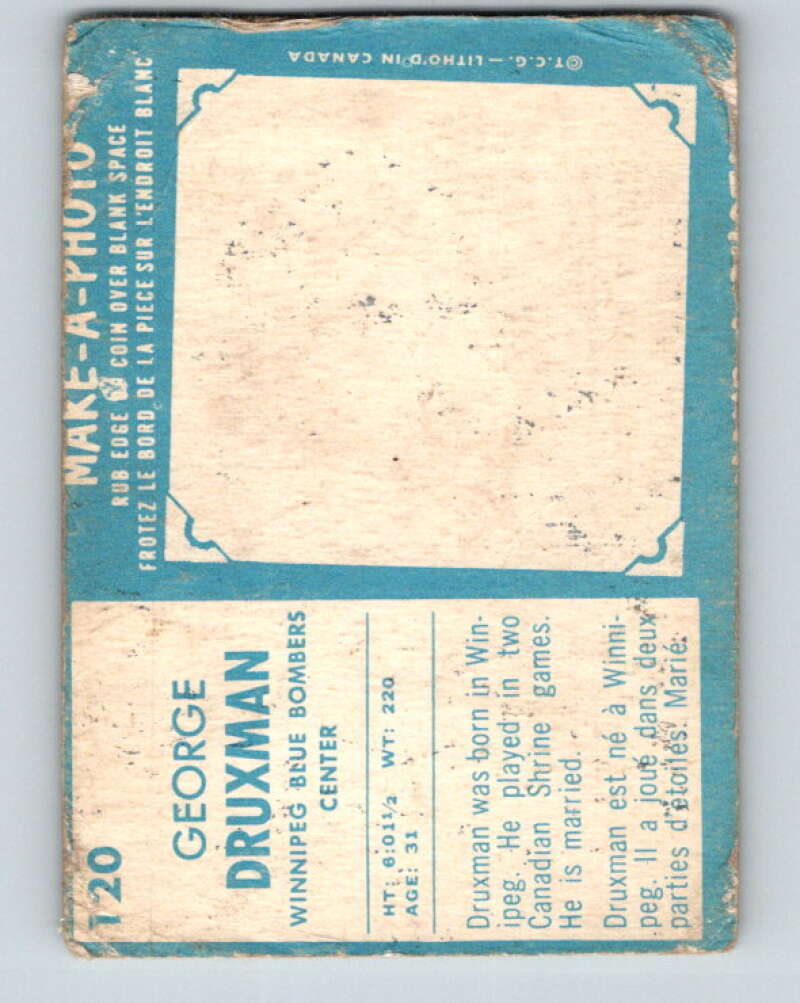 120
GEORGE
DRUXMAN
WINNIPEG BLUE BOMBERS
CENTER
HT: 6:01½ WT: 220
AGE: 31
Druxman was born in Win-
ipeg. He played in two
Canadian Shrine games.
He is married.
Druxman est né à Winni-
peg. Il a joué dans deux
parties d'étoiles. Marié.
MAKE-A-PHOTO
RUB EDGE OF COIN OVER BLANK SPACE
FROTEZ LE BORD DE LA PIECE SUR L'ENDROIT BLANC
©T.C.G. — LITHO'D IN CANADA